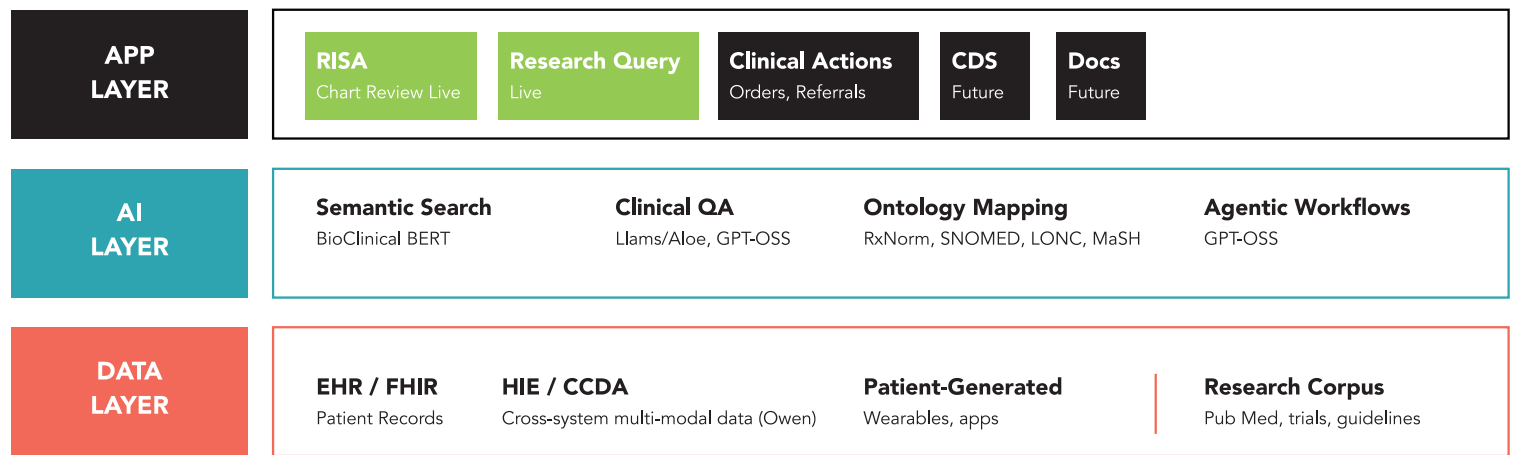 APP
LAYER
RISA
Chart Review Live
Research Query
Live
Clinical Actions
Orders, Referrals
CDS
Future
Docs
Future
AI
LAYER
Semantic Search
BioClinical BERT
Clinical QA
Llams/Aloe, GPT-OSS
Ontology Mapping
RxNorm, SNOMED, LONC, MaSH
Agentic Workflows
GPT-OSS
DATA
LAYER
EHR / FHIR
Patient Records
HIE / CCDA
Cross-system multi-modal data (Owen)
Patient-Generated
Wearables, apps
Research Corpus
Pub Med, trials, guidelines